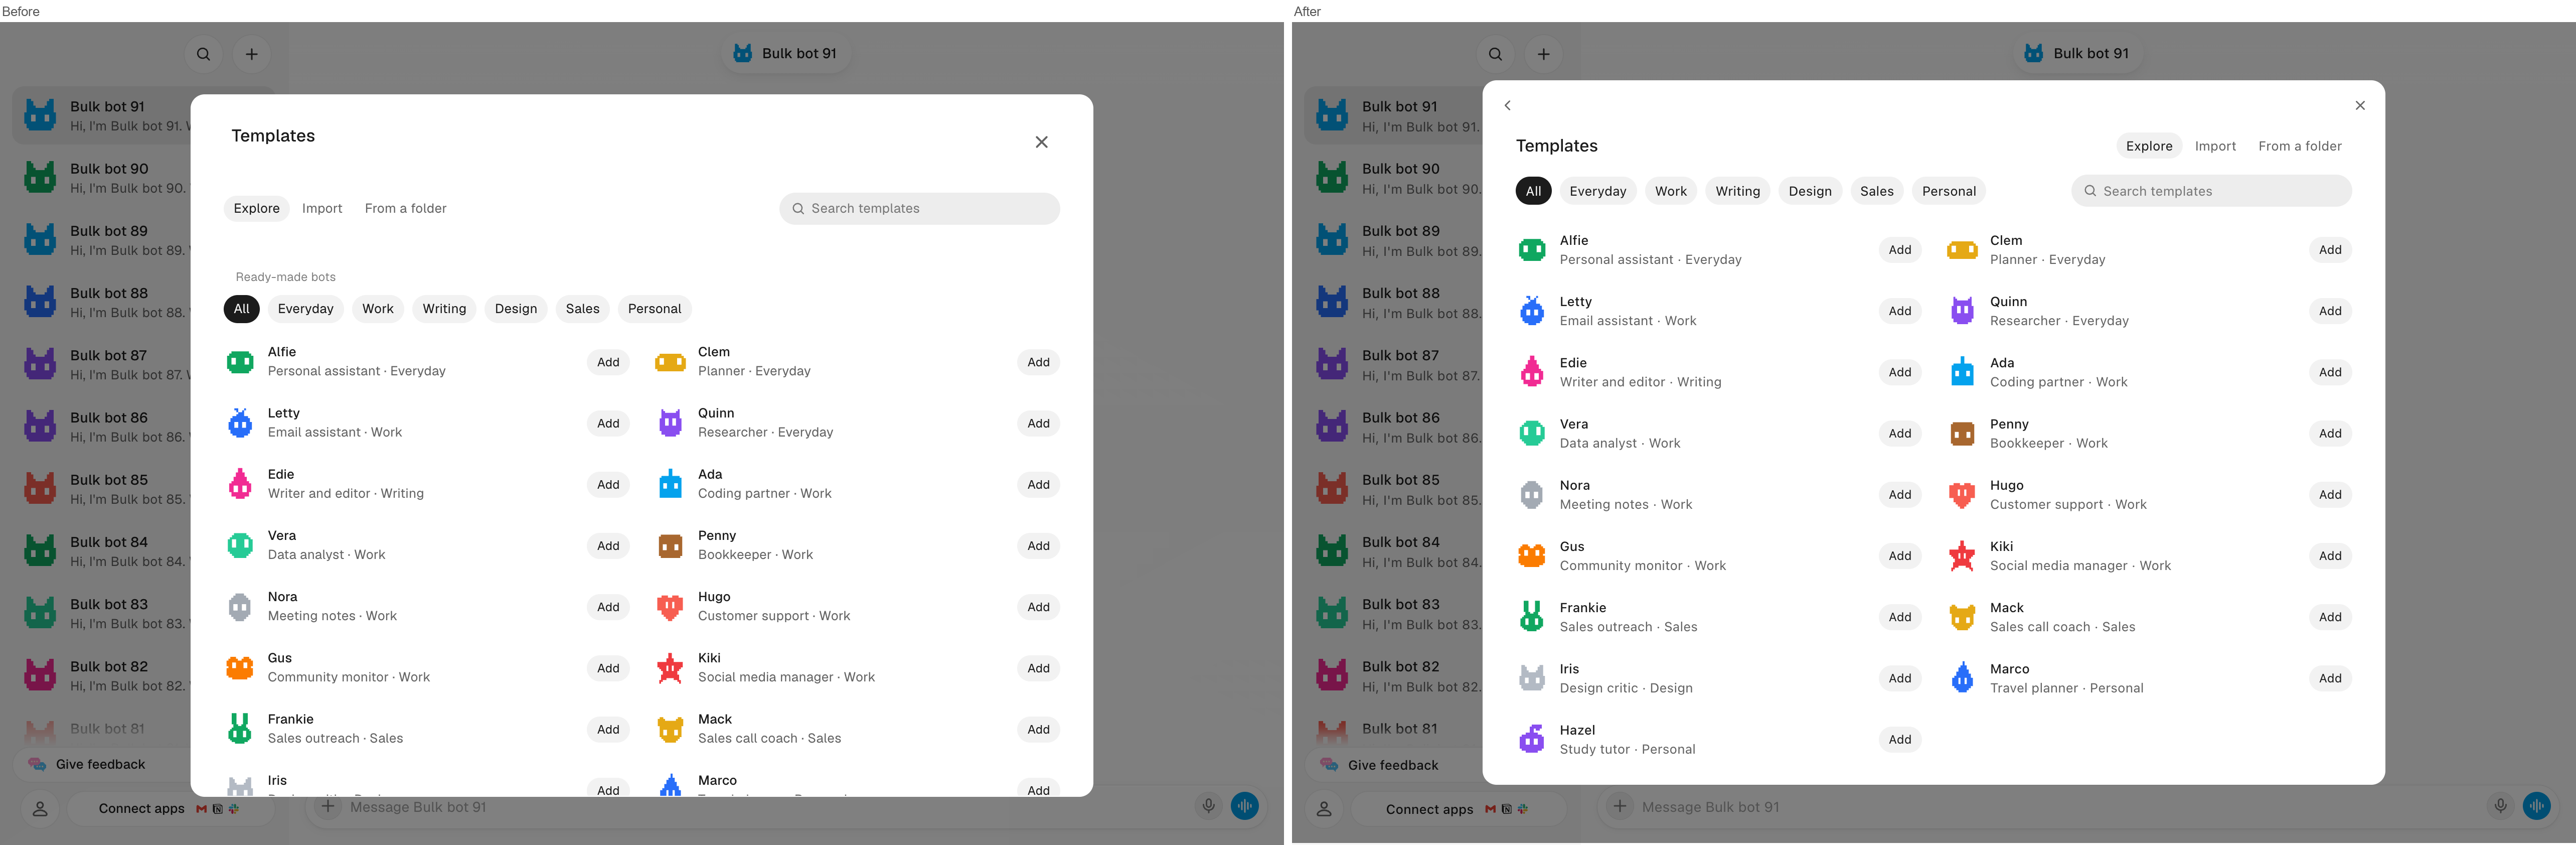 Before
Bulk bot 91
Bulk bot 91
Hi, I'm Bulk bot 91.
Bulk bot 90
Hi, I'm Bulk bot 90.
Bulk bot 89
Hi, I'm Bulk bot 89.
Bulk bot 88
Hi, I'm Bulk bot 88.
Bulk bot 87
Hi, I'm Bulk bot 87.
Bulk bot 86
Hi, I'm Bulk bot 86.
Bulk bot 85
Hi, I'm Bulk bot 85.
Bulk bot 84
Hi, I'm Bulk bot 84.
Bulk bot 83
Hi, I'm Bulk bot 83.
Bulk bot 82
Hi, I'm Bulk bot 82.
Bulk bot 81
Give feedback
Connect apps
Message Bulk bot 91
Templates
Explore Import From a folder
Search templates
Ready-made bots
All Everyday Work Writing Design Sales Personal
Alfie
Personal assistant · Everyday
Add
Clem
Planner · Everyday
Add
Letty
Email assistant · Work
Add
Quinn
Researcher · Everyday
Add
Edie
Writer and editor · Writing
Add
Ada
Coding partner · Work
Add
Vera
Data analyst · Work
Add
Penny
Bookkeeper · Work
Add
Nora
Meeting notes · Work
Add
Hugo
Customer support · Work
Add
Gus
Community monitor · Work
Add
Kiki
Social media manager · Work
Add
Frankie
Sales outreach · Sales
Add
Mack
Sales call coach · Sales
Add
Iris
Add
Marco
Add
After
Bulk bot 91
Bulk bot 91
Hi, I'm Bulk bot 91.
Bulk bot 90
Hi, I'm Bulk bot 90.
Bulk bot 89
Hi, I'm Bulk bot 89.
Bulk bot 88
Hi, I'm Bulk bot 88.
Bulk bot 87
Hi, I'm Bulk bot 87.
Bulk bot 86
Hi, I'm Bulk bot 86.
Bulk bot 85
Hi, I'm Bulk bot 85.
Bulk bot 84
Hi, I'm Bulk bot 84.
Bulk bot 83
Hi, I'm Bulk bot 83.
Bulk bot 82
Hi, I'm Bulk bot 82.
Bulk bot 81
Give feedback
Connect apps
Message Bulk bot 91
Templates
Explore Import From a folder
All Everyday Work Writing Design Sales Personal
Search templates
Alfie
Personal assistant · Everyday
Add
Clem
Planner · Everyday
Add
Letty
Email assistant · Work
Add
Quinn
Researcher · Everyday
Add
Edie
Writer and editor · Writing
Add
Ada
Coding partner · Work
Add
Vera
Data analyst · Work
Add
Penny
Bookkeeper · Work
Add
Nora
Meeting notes · Work
Add
Hugo
Customer support · Work
Add
Gus
Community monitor · Work
Add
Kiki
Social media manager · Work
Add
Frankie
Sales outreach · Sales
Add
Mack
Sales call coach · Sales
Add
Iris
Design critic · Design
Add
Marco
Travel planner · Personal
Add
Hazel
Study tutor · Personal
Add